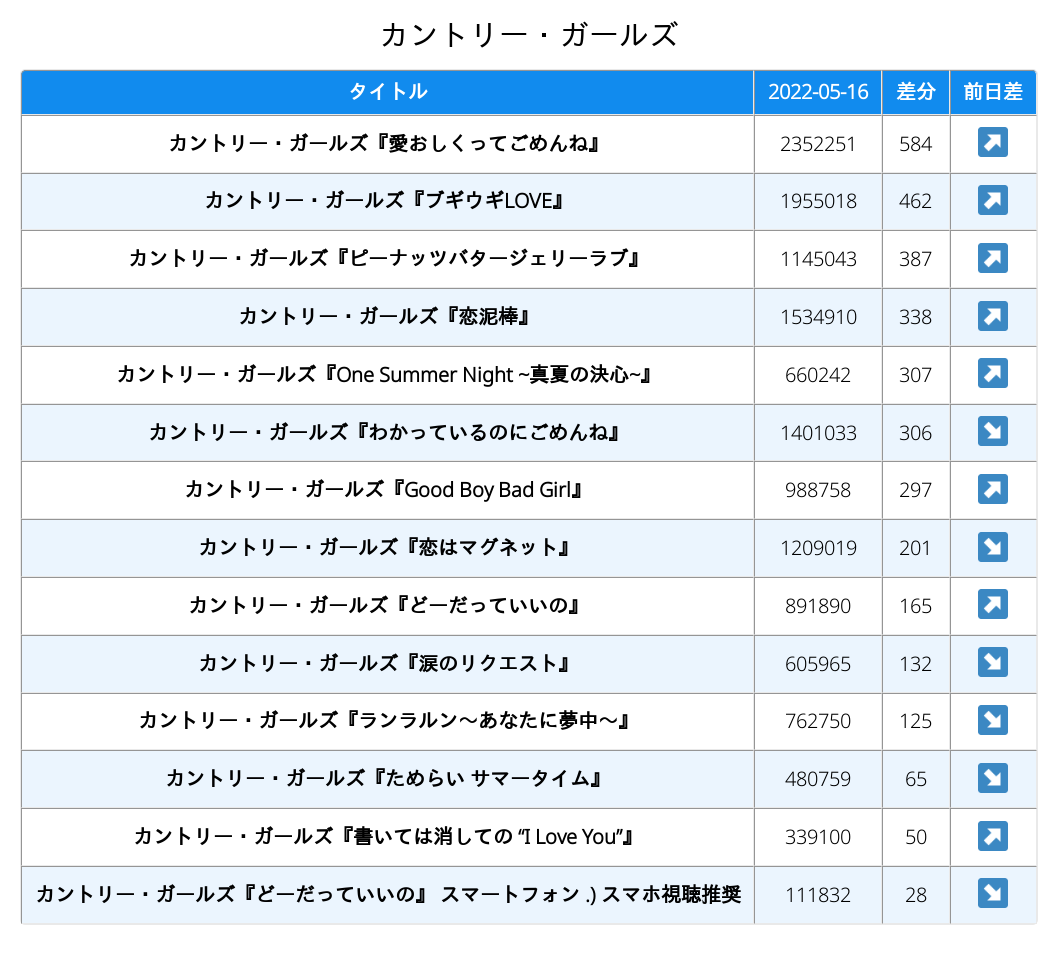 カントリー・ガールズ
タイトル 2022-05-16 差分 前日差
カントリー・ガールズ『愛おしくってごめんね』 2352251 584
カントリー・ガールズ『ブギウギLOVE』 1955018 462
カントリー・ガールズ『ピーナッツバタージェリーラブ』 1145043 387
カントリー・ガールズ『恋泥棒』 1534910 338
カントリー・ガールズ『One Summer Night ~真夏の決心~』 660242 307
カントリー・ガールズ『わかっているのにごめんね』 1401033 306
カントリー・ガールズ『Good Boy Bad Girl』 988758 297
カントリー・ガールズ『恋はマグネット』 1209019 201
カントリー・ガールズ『どーだっていいの』 891890 165
カントリー・ガールズ『涙のリクエスト』 605965 132
カントリー・ガールズ『ランラルン〜あなたに夢中〜』 762750 125
カントリー・ガールズ『ためらい サマータイム』 480759 65
カントリー・ガールズ『書いては消しての “I Love You”』 339100 50
カントリー・ガールズ『どーだっていいの』 スマートフォン .) スマホ視聴推奨 111832 28